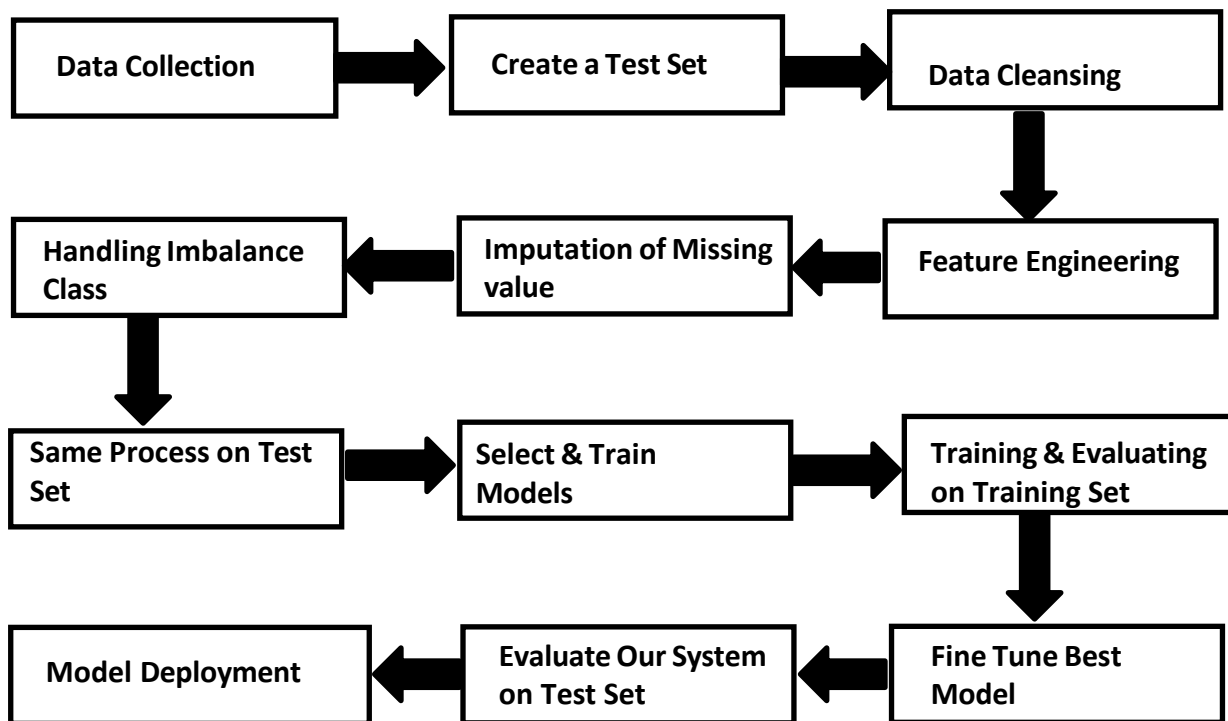 Data Collection
Create a Test Set
Data Cleansing
Handling Imbalance
Class
Imputation of Missing
value
Feature Engineering
Same Process on Test
Set
Select & Train
Models
Training & Evaluating
on Training Set
Model Deployment
Evaluate Our System
on Test Set
Fine Tune Best
Model